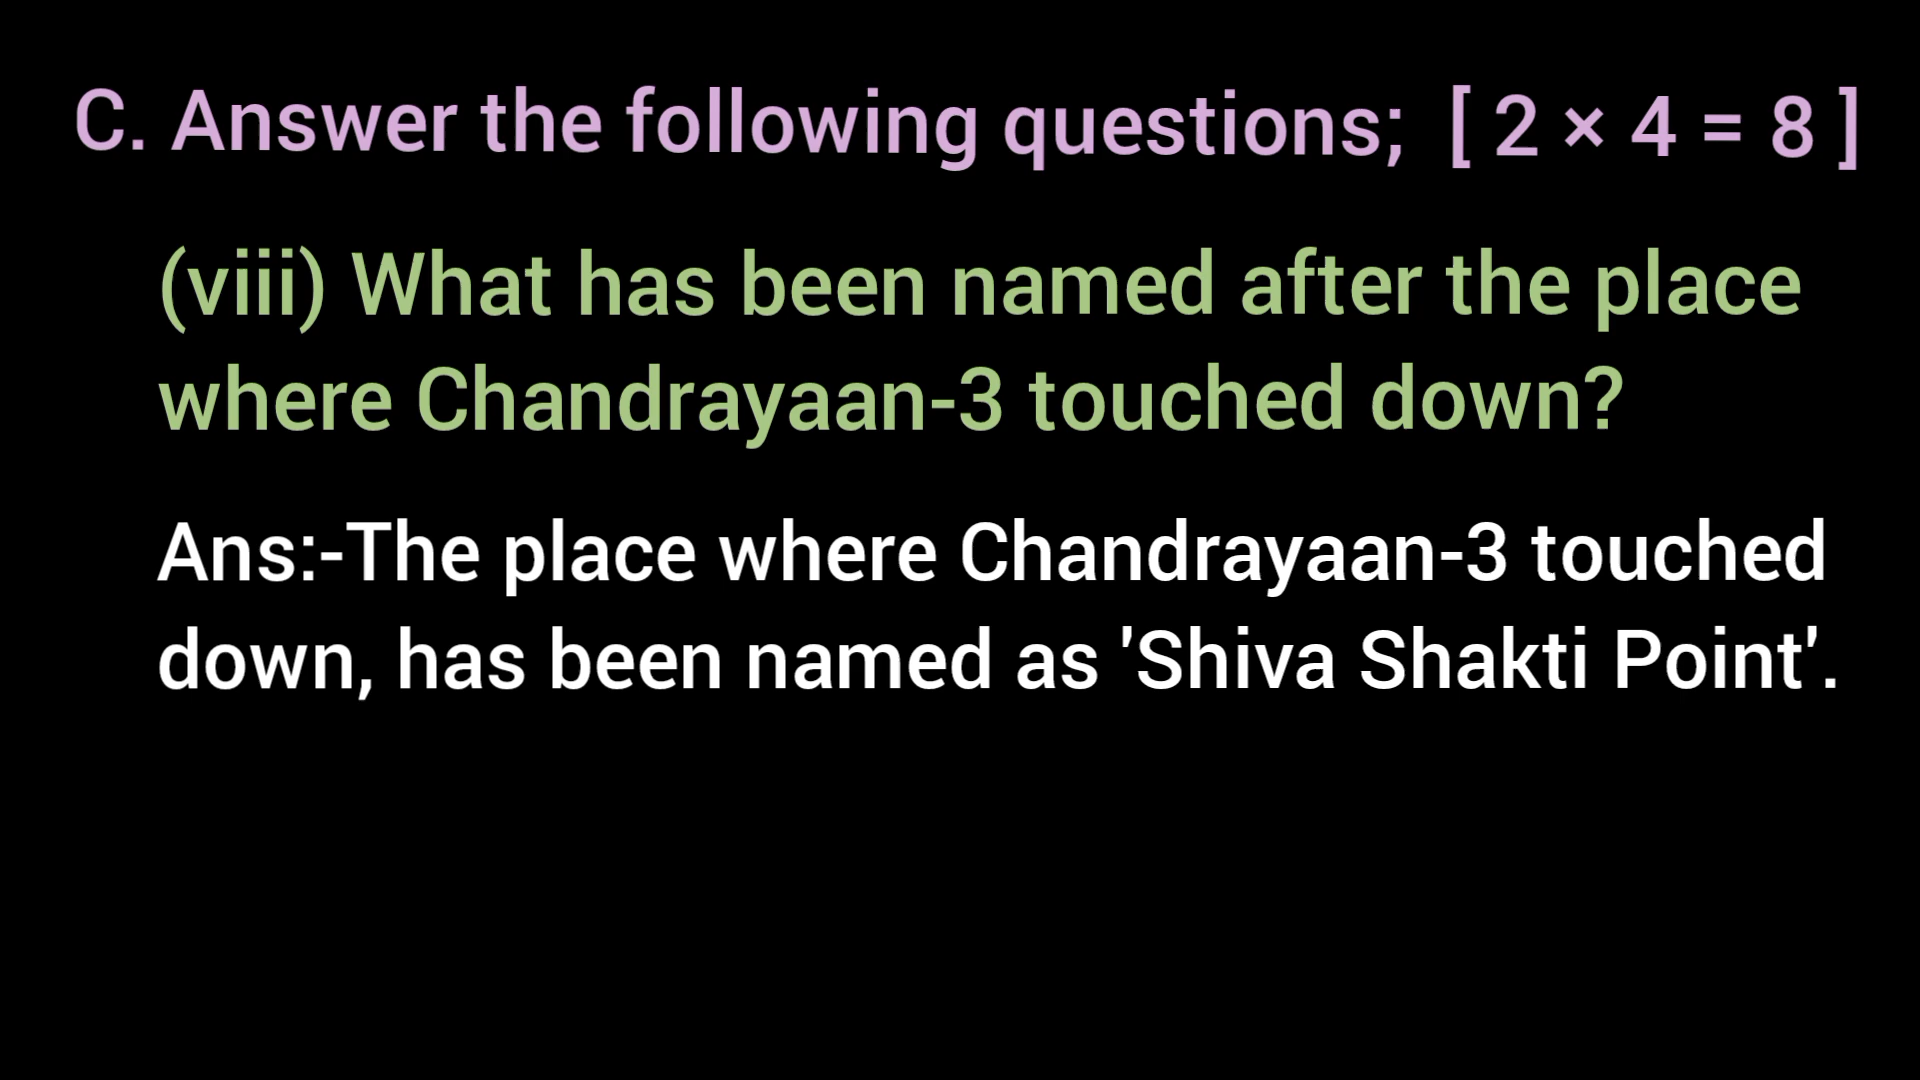 C. Answer the following questions;  [ 2 × 4 = 8 ]
(viii) What has been named after the place
where Chandrayaan-3 touched down?
Ans:-The place where Chandrayaan-3 touched
down, has been named as 'Shiva Shakti Point'.